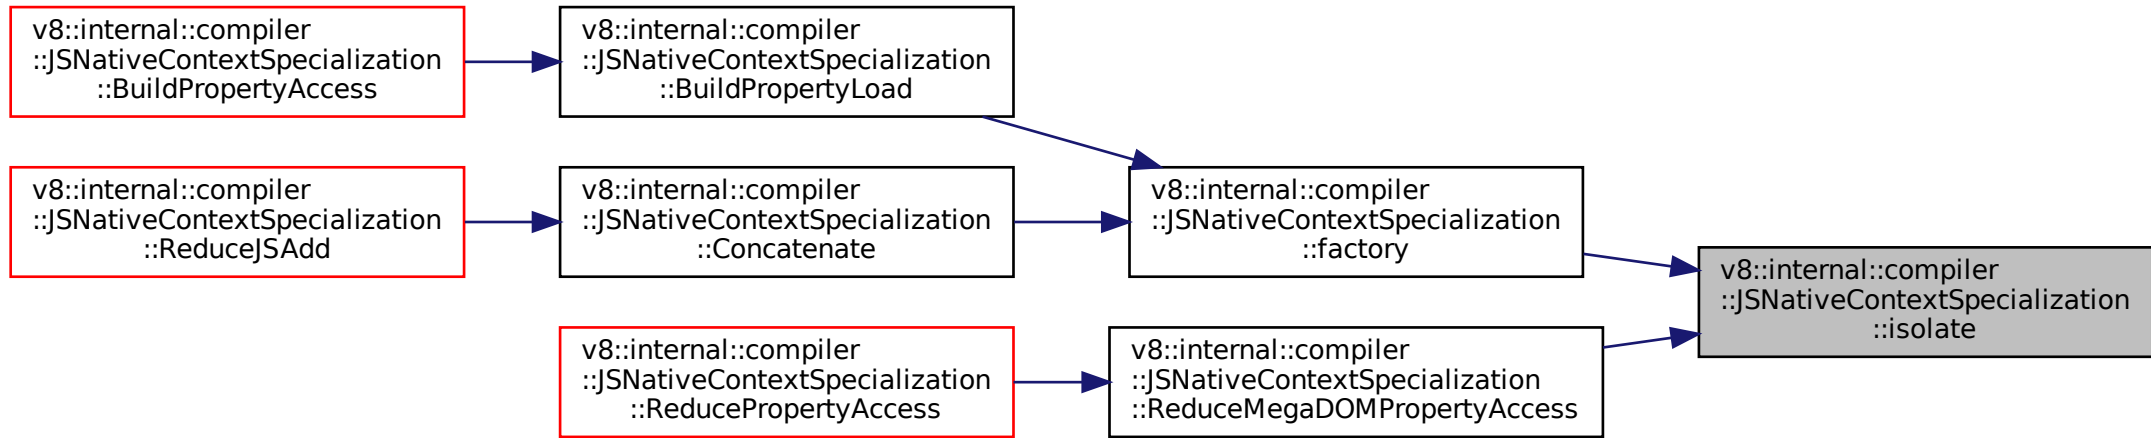 v8::internal::compiler
::JSNativeContextSpecialization
::BuildPropertyAccess
v8::internal::compiler
::JSNativeContextSpecialization
::BuildPropertyLoad
v8::internal::compiler
::JSNativeContextSpecialization
::ReduceJSAdd
v8::internal::compiler
::JSNativeContextSpecialization
::Concatenate
v8::internal::compiler
::JSNativeContextSpecialization
::factory
v8::internal::compiler
::JSNativeContextSpecialization
::isolate
v8::internal::compiler
::JSNativeContextSpecialization
::ReducePropertyAccess
v8::internal::compiler
::JSNativeContextSpecialization
::ReduceMegaDOMPropertyAccess